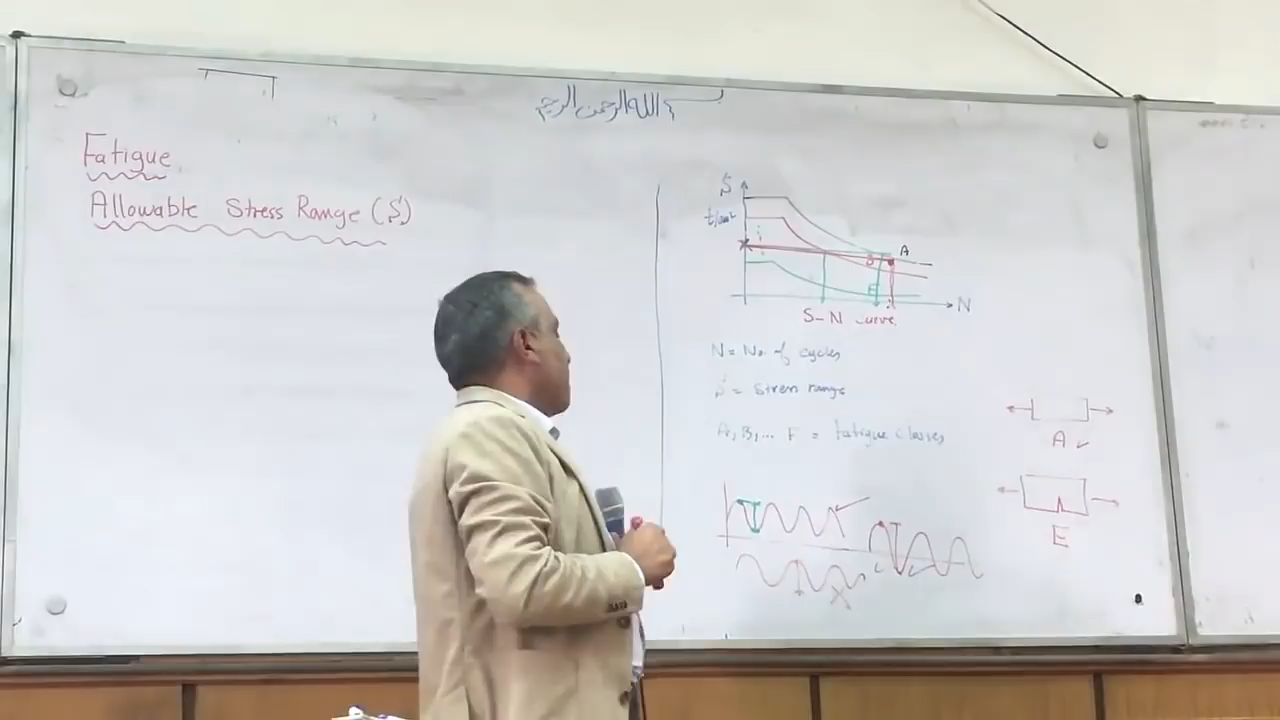 بسم الله الرحمن الرحيم
Fatigue
Allowable Stress Range (Ś)
Ś
t/cm²
A
B
E
N
S-N Curve
N = No. of cycles
Ś = Stress range
A, B, ... F = fatigue classes
A ✓
E